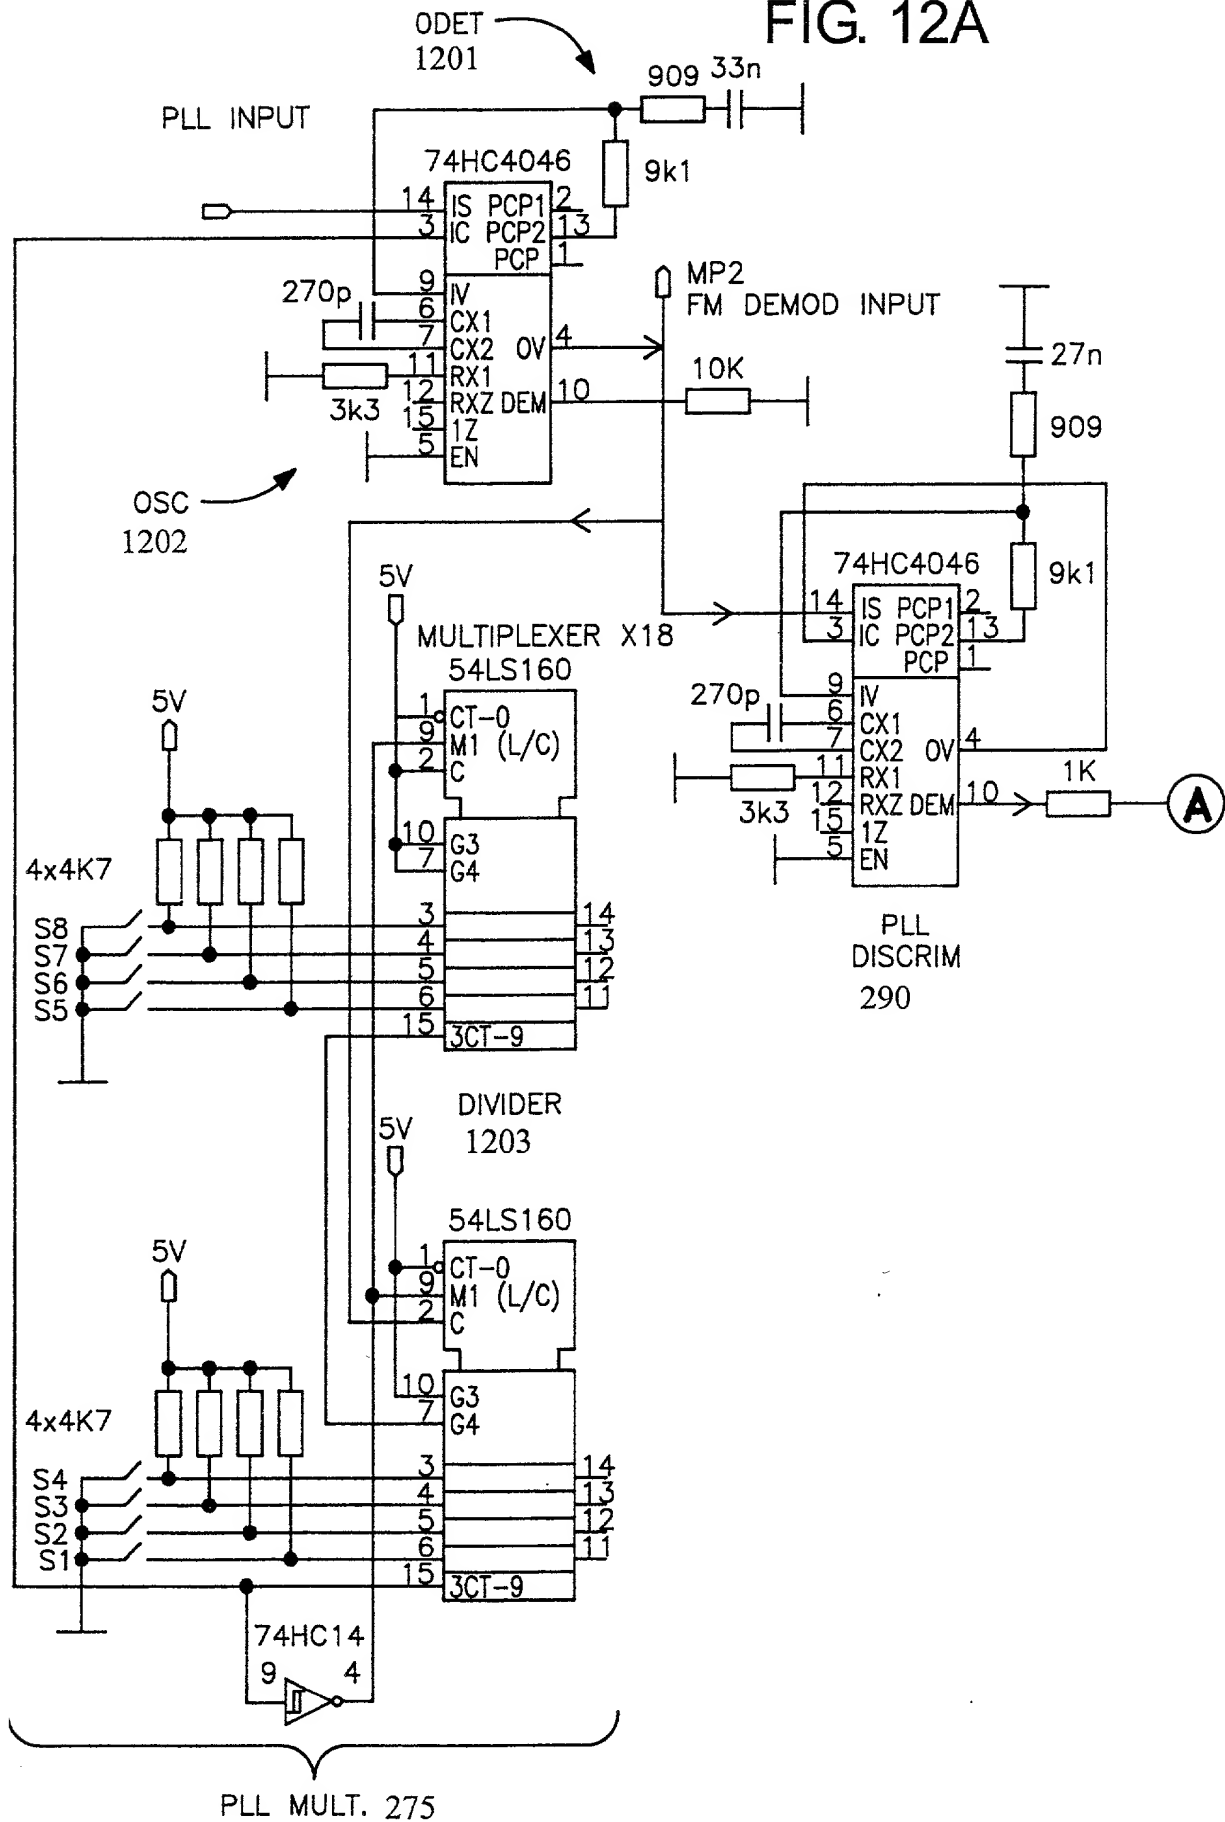 FIG. 12A
ODET
1201
909 33n
PLL INPUT
74HC4046
9k1
14 IS PCP1 2
3 IC PCP2 13
PCP 1
9 IV
270p
6 CX1
7 CX2 OV 4
11 RX1
3k3
12 RXZ DEM 10
15 1Z
5 EN
10K
MP2
FM DEMOD INPUT
27n
909
OSC
1202
74HC4046
9k1
14 IS PCP1 2
3 IC PCP2 13
PCP 1
9 IV
270p
6 CX1
7 CX2 OV 4
11 RX1
3k3
12 RXZ DEM 10
15 1Z
5 EN
1K
A
PLL
DISCRIM
290
5V
MULTIPLEXER X18
54LS160
5V
1 CT-0
9 M1 (L/C)
2 C
10 G3
7 G4
4x4K7
S8 3 14
S7 4 13
S6 5 12
S5 6 11
15 3CT-9
DIVIDER
1203
5V
54LS160
5V
1 CT-0
9 M1 (L/C)
2 C
10 G3
7 G4
4x4K7
S4 3 14
S3 4 13
S2 5 12
S1 6 11
15 3CT-9
74HC14
9 4
PLL MULT. 275